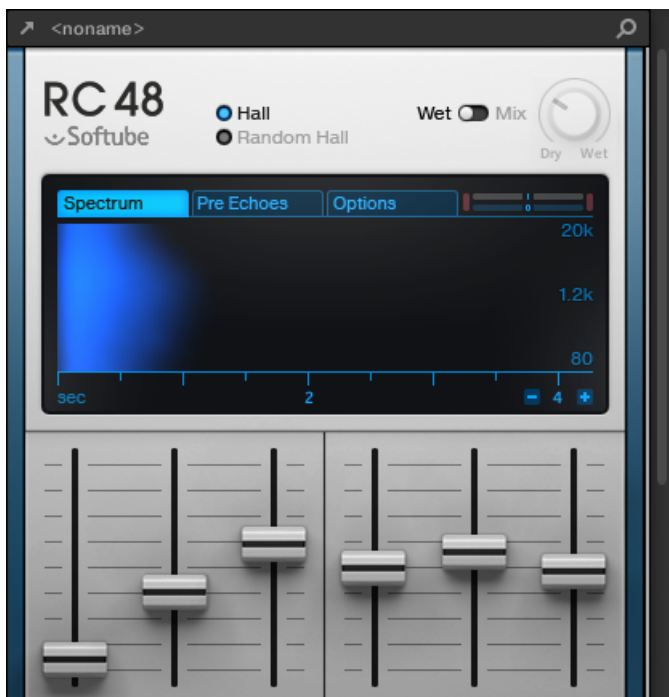 <noname>
RC 48
Softube
Hall
Random Hall
Wet Mix
Dry Wet
Spectrum Pre Echoes Options
0
20k
1.2k
80
sec 2 - 4 +